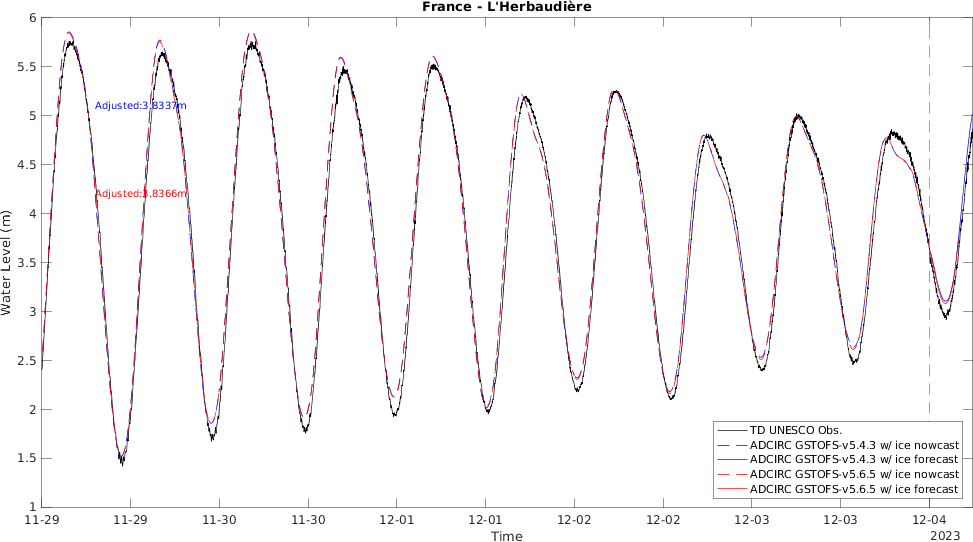 France - L'Herbaudière
Water Level (m)
6
5.5
5
4.5
4
3.5
3
2.5
2
1.5
1
Adjusted:3.8337m
Adjusted:3.8366m
TD UNESCO Obs.
ADCIRC GSTOFS-v5.4.3 w/ ice nowcast
ADCIRC GSTOFS-v5.4.3 w/ ice forecast
ADCIRC GSTOFS-v5.6.5 w/ ice nowcast
ADCIRC GSTOFS-v5.6.5 w/ ice forecast
11-29 11-29 11-30 11-30 12-01 12-01 12-02 12-02 12-03 12-03 12-04
2023
Time